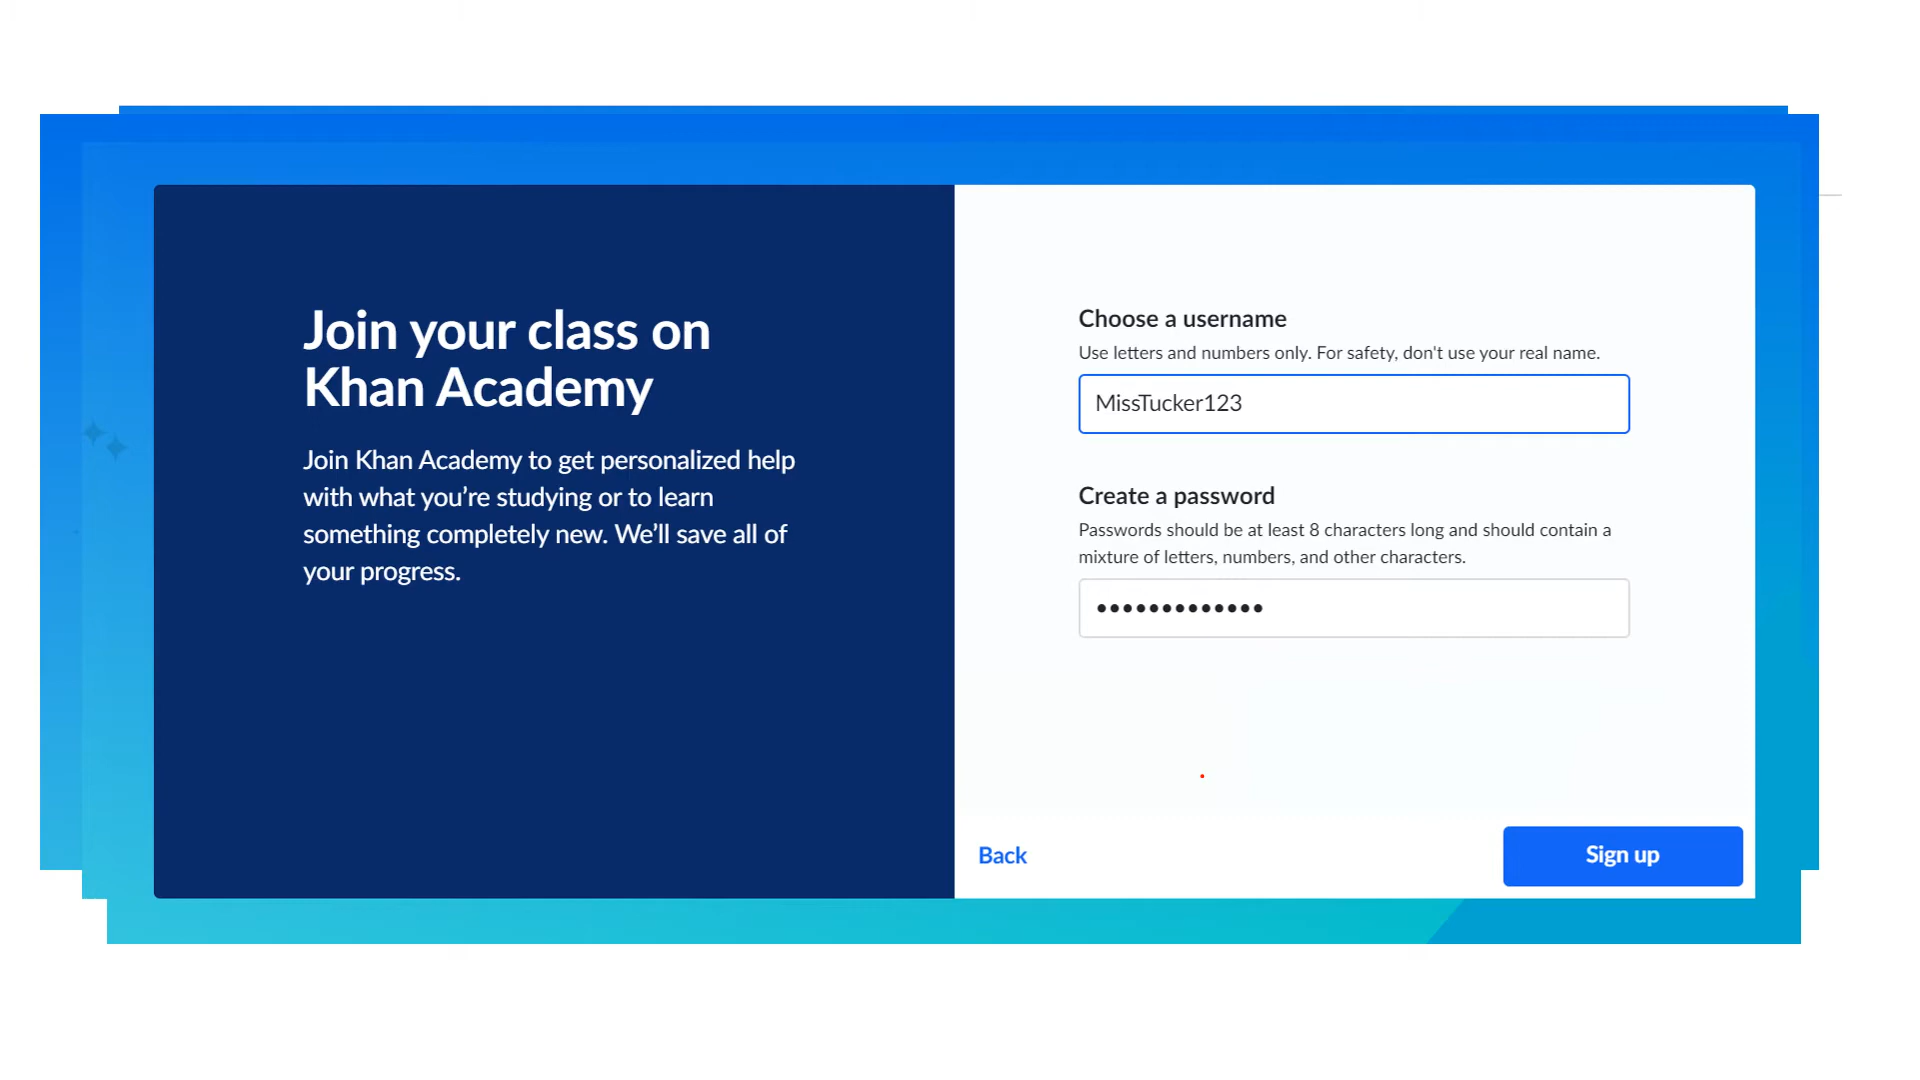 Join your class on
Khan Academy
Join Khan Academy to get personalized help
with what you’re studying or to learn
something completely new. We’ll save all of
your progress.
Choose a username
Use letters and numbers only. For safety, don't use your real name.
MissTucker123
Create a password
Passwords should be at least 8 characters long and should contain a
mixture of letters, numbers, and other characters.
•••••••••••••
Back
Sign up